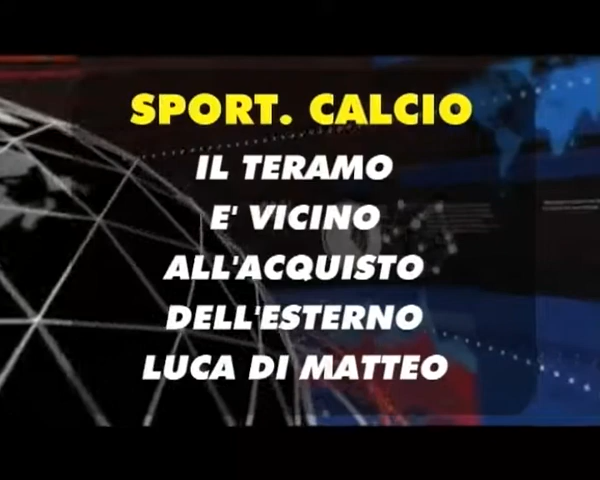 SPORT. CALCIO
IL TERAMO
E' VICINO
ALL'ACQUISTO
DELL'ESTERNO
LUCA DI MATTEO